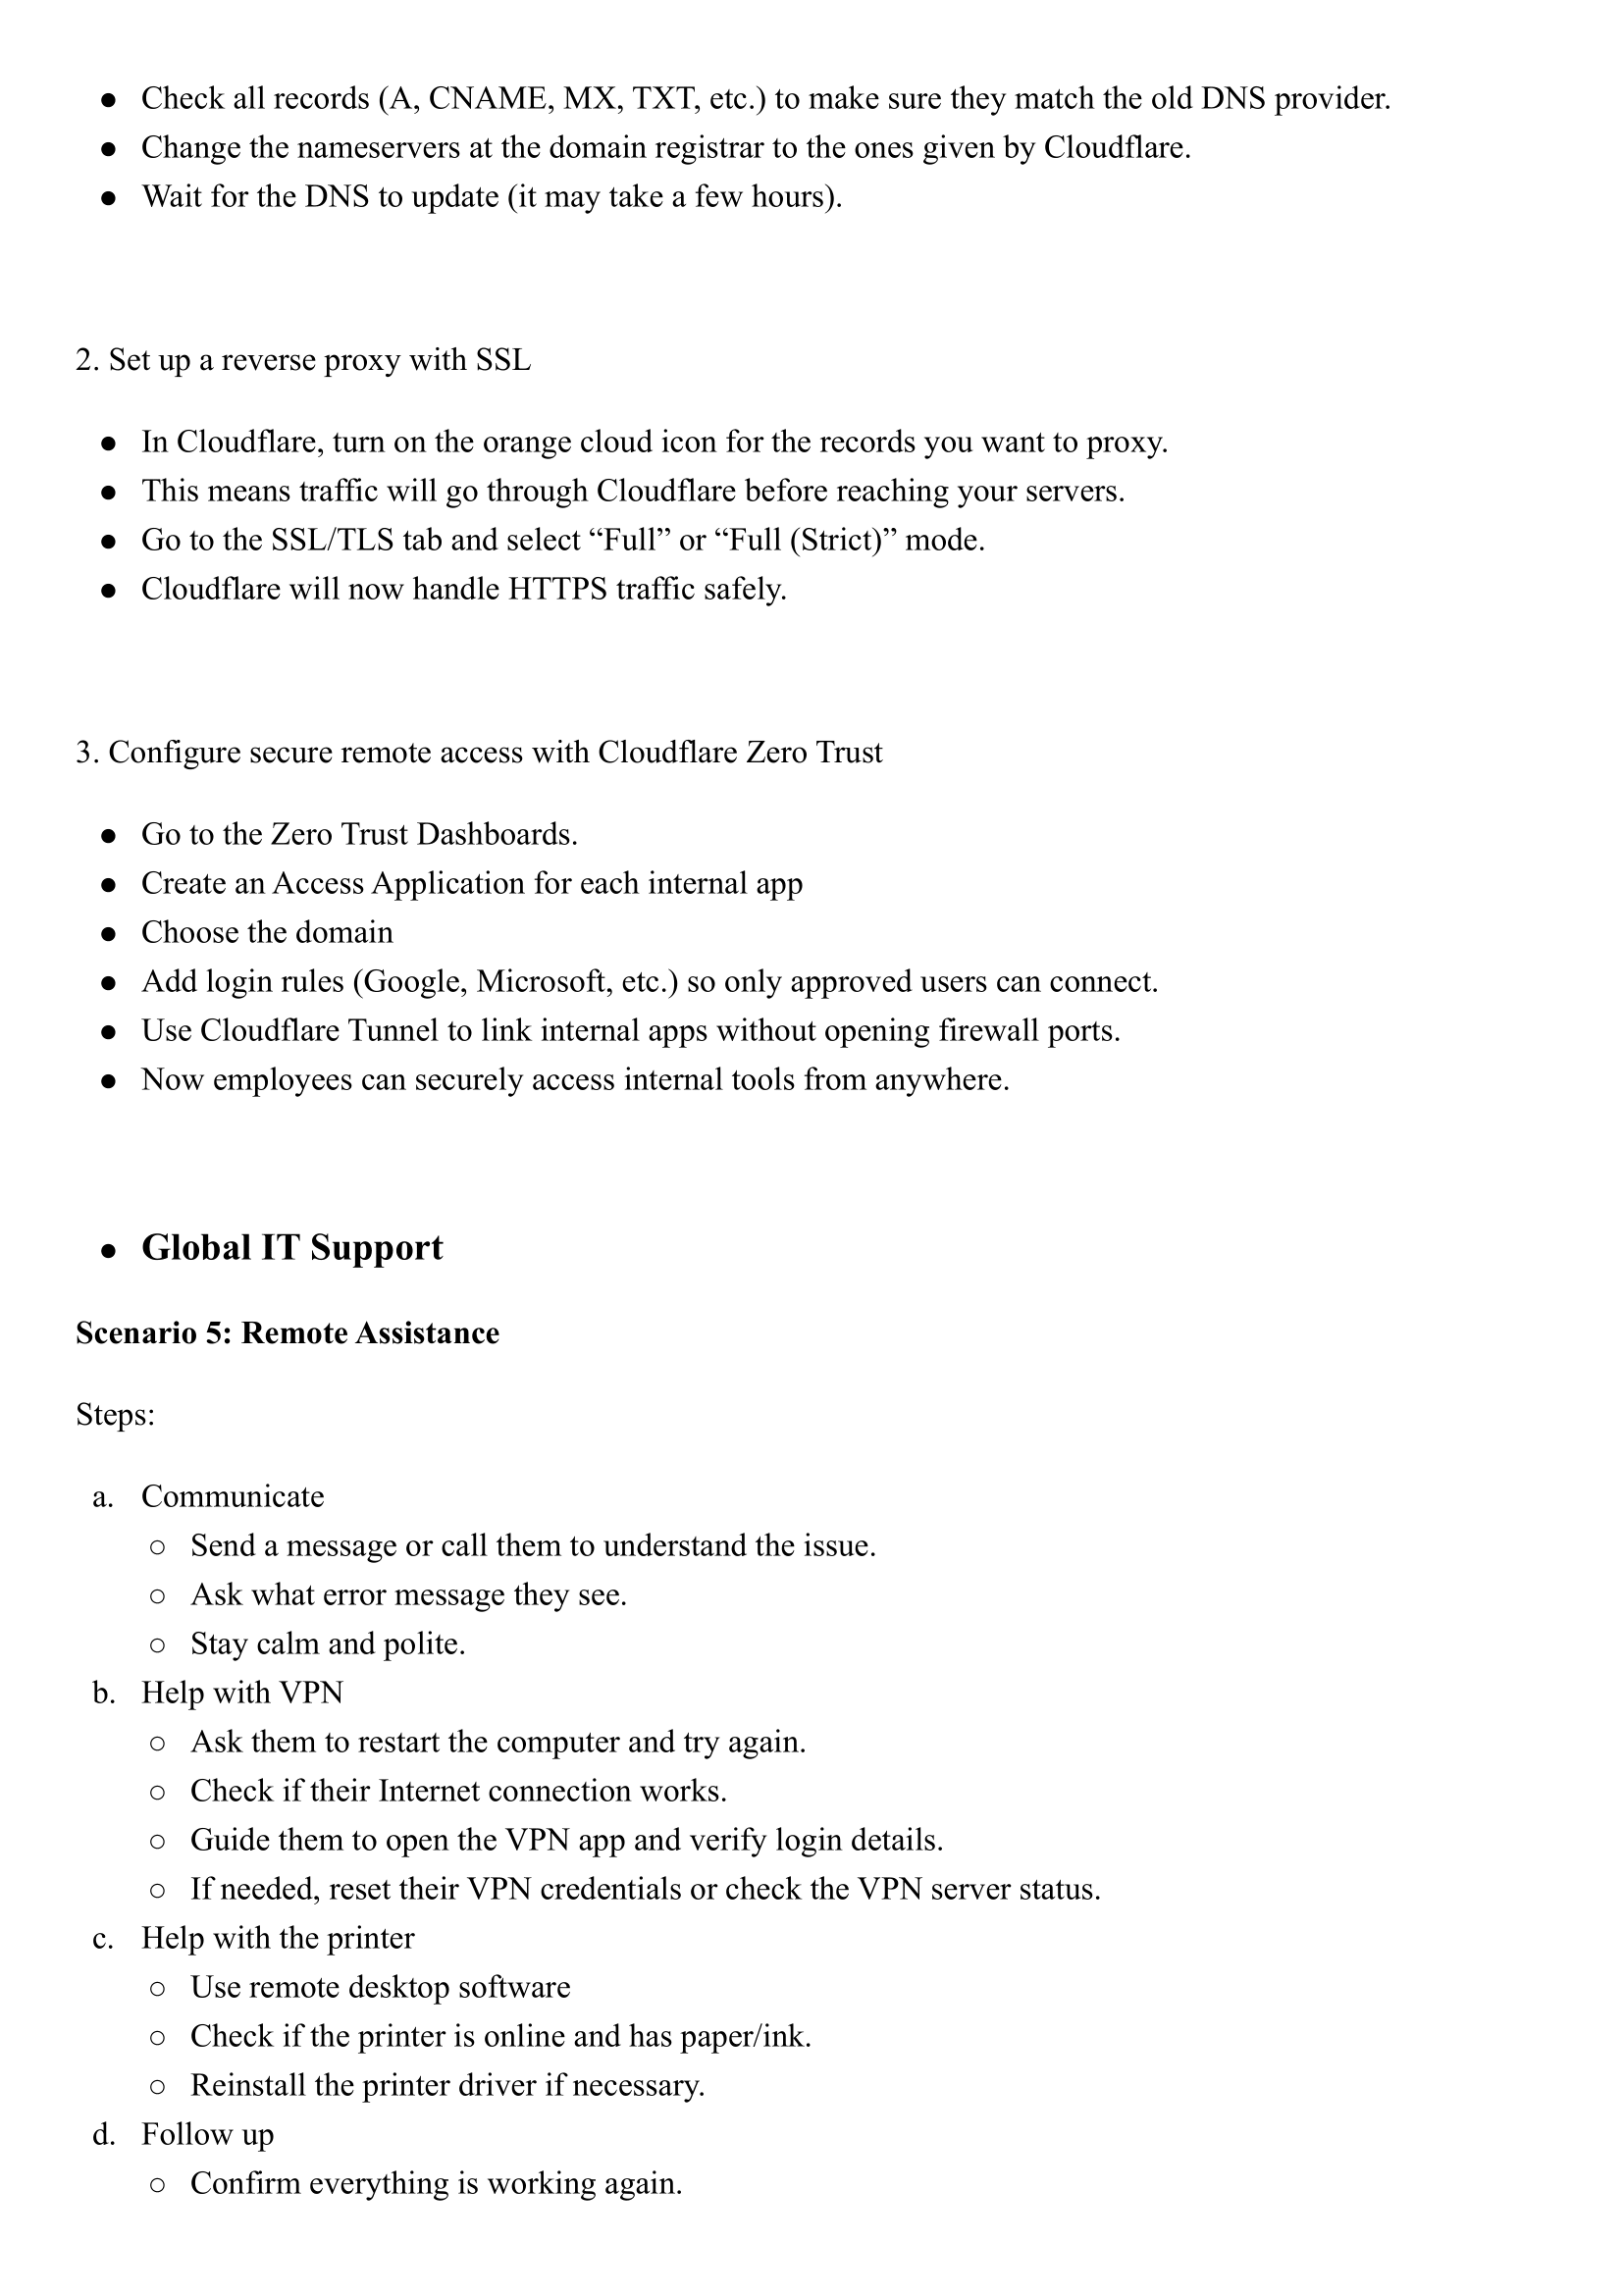 ● Check all records (A, CNAME, MX, TXT, etc.) to make sure they match the old DNS provider.
● Change the nameservers at the domain registrar to the ones given by Cloudflare.
● Wait for the DNS to update (it may take a few hours).
2. Set up a reverse proxy with SSL
● In Cloudflare, turn on the orange cloud icon for the records you want to proxy.
● This means traffic will go through Cloudflare before reaching your servers.
● Go to the SSL/TLS tab and select “Full” or “Full (Strict)” mode.
● Cloudflare will now handle HTTPS traffic safely.
3. Configure secure remote access with Cloudflare Zero Trust
● Go to the Zero Trust Dashboards.
● Create an Access Application for each internal app
● Choose the domain
● Add login rules (Google, Microsoft, etc.) so only approved users can connect.
● Use Cloudflare Tunnel to link internal apps without opening firewall ports.
● Now employees can securely access internal tools from anywhere.
● Global IT Support
Scenario 5: Remote Assistance
Steps:
a. Communicate
○ Send a message or call them to understand the issue.
○ Ask what error message they see.
○ Stay calm and polite.
b. Help with VPN
○ Ask them to restart the computer and try again.
○ Check if their Internet connection works.
○ Guide them to open the VPN app and verify login details.
○ If needed, reset their VPN credentials or check the VPN server status.
c. Help with the printer
○ Use remote desktop software
○ Check if the printer is online and has paper/ink.
○ Reinstall the printer driver if necessary.
d. Follow up
○ Confirm everything is working again.